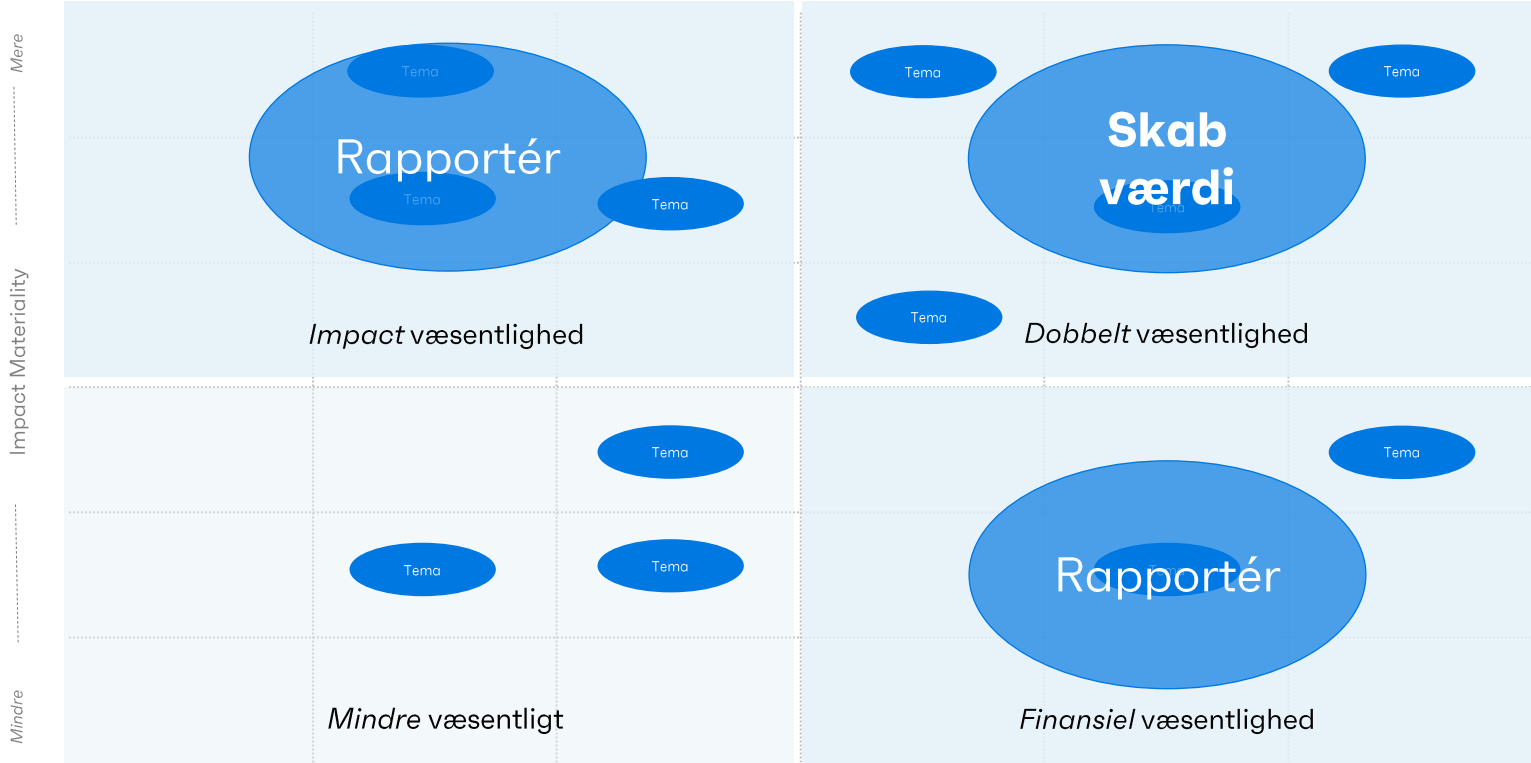 Mere
Impact Materiality
Mindre
Tema
Rapportér
Tema
Tema
Impact væsentlighed
Tema
Tema
Skab
værdi
Tema
Tema
Dobbelt væsentlighed
Tema
Tema
Tema
Mindre væsentligt
Tema
Rapportér
Tema
Finansiel væsentlighed